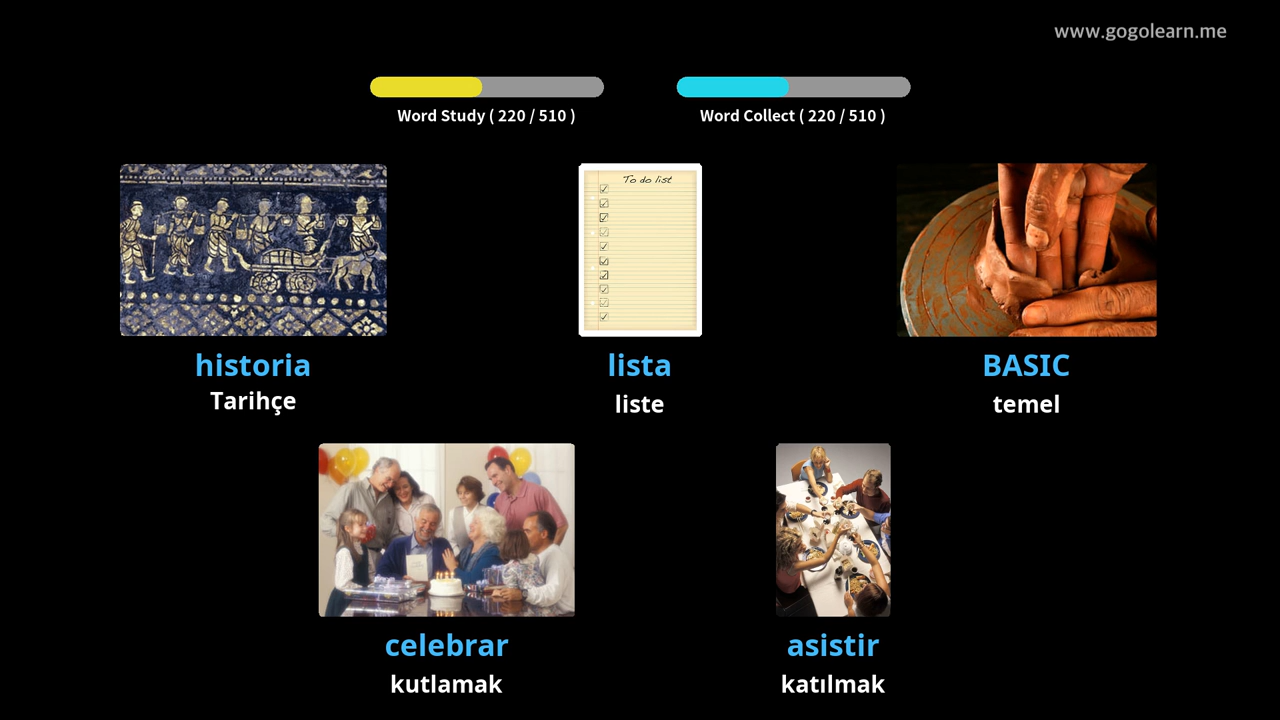 www.gogolearn.me
Word Study ( 220 / 510 )
Word Collect ( 220 / 510 )
To do list
historia
Tarihçe
lista
liste
BASIC
temel
celebrar
kutlamak
asistir
katılmak